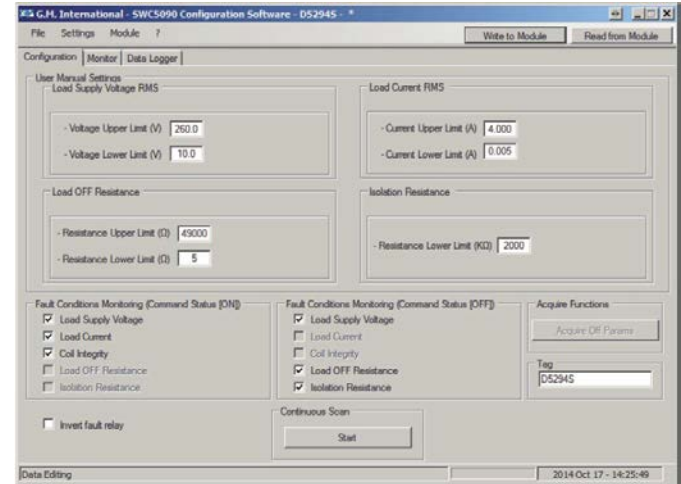 G.M. International - SWC5090 Configuration Software - D5294S - *
File Settings Module ? Write to Module Read from Module
Configuration Monitor Data Logger
User Manual Settings
Load Supply Voltage RMS
- Voltage Upper Limit (V) 260.0
- Voltage Lower Limit (V) 10.0
Load Current RMS
- Current Upper Limit (A) 4.000
- Current Lower Limit (A) 0.005
Load OFF Resistance
- Resistance Upper Limit (Ω) 49000
- Resistance Lower Limit (Ω) 5
Isolation Resistance
- Resistance Lower Limit (KΩ) 2000
Fault Conditions Monitoring (Command Status [ON])
Load Supply Voltage
Load Current
Coil Integrity
Load OFF Resistance
Isolation Resistance
Fault Conditions Monitoring (Command Status [OFF])
Load Supply Voltage
Load Current
Coil Integrity
Load OFF Resistance
Isolation Resistance
Acquire Functions
Acquire Off Params
Tag
D5294S
Invert fault relay
Continuous Scan
Start
Data Editing
2014 Oct 17 - 14:25:49